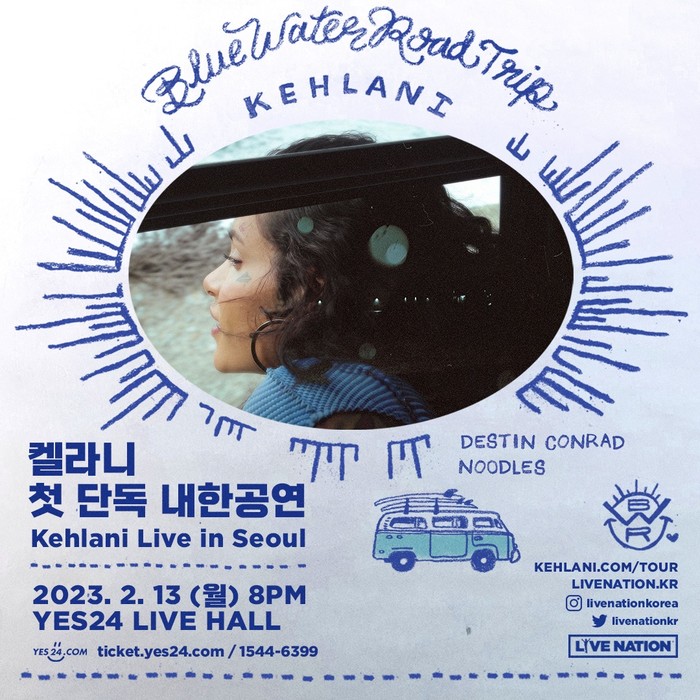 Blue Water Road Trip
KEHLANI
DESTIN CONRAD
NOODLES
켈라니
첫 단독 내한공연
Kehlani Live in Seoul
2023. 2. 13 (월) 8PM
YES24 LIVE HALL
YES24.COM ticket.yes24.com / 1544-6399
BWR
KEHLANI.COM/TOUR
LIVENATION.KR
livenationkorea
livenationkr
LIVE NATION